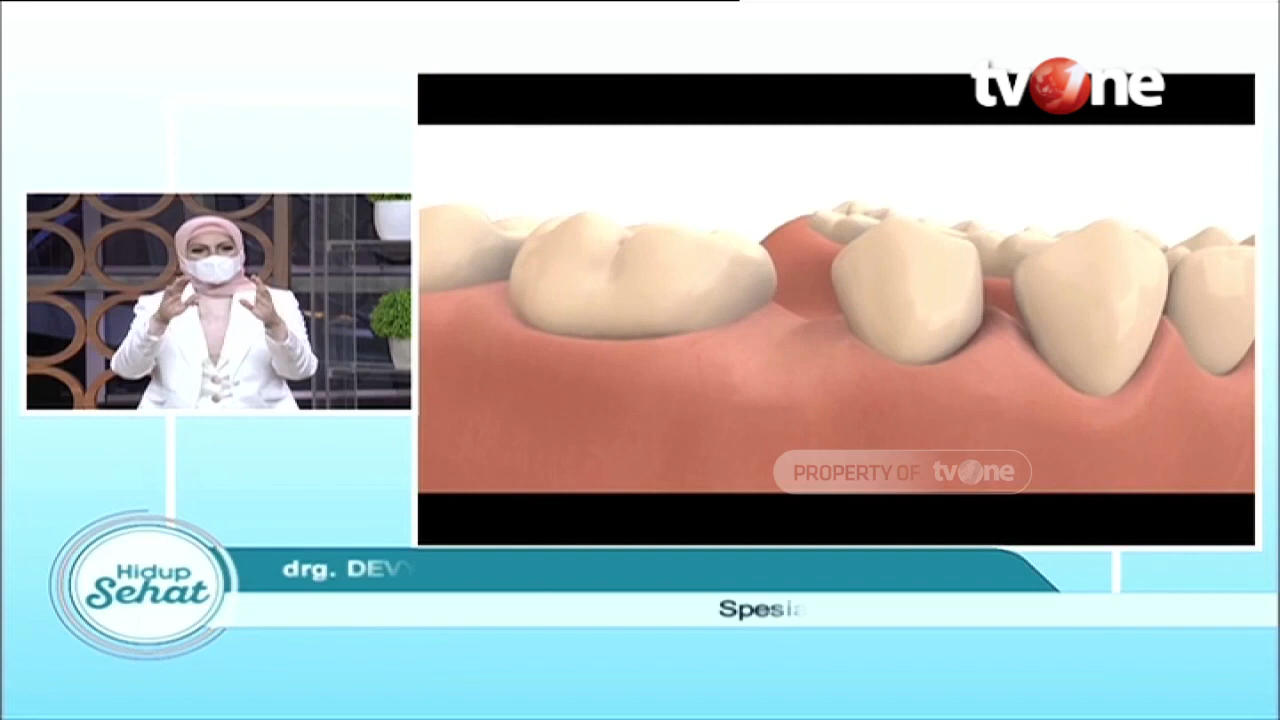 tvOne
PROPERTY OF tvOne
Hidup
Sehat
drg. DEV
Spesia